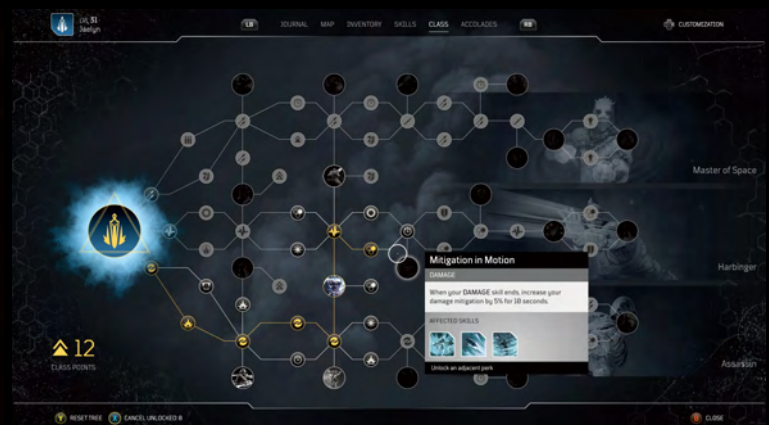 LVL 31
Jaelyn
LB JOURNAL MAP INVENTORY SKILLS CLASS ACCOLADES RB
CUSTOMIZATION
Master of Space
Mitigation in Motion
DAMAGE
When your DAMAGE skill ends, increase your
damage mitigation by 5% for 10 seconds.
Harbinger
AFFECTED SKILLS
12
CLASS POINTS
Assassin
Unlock an adjacent perk
Y RESET TREE X CANCEL UNLOCKED 8
B CLOSE